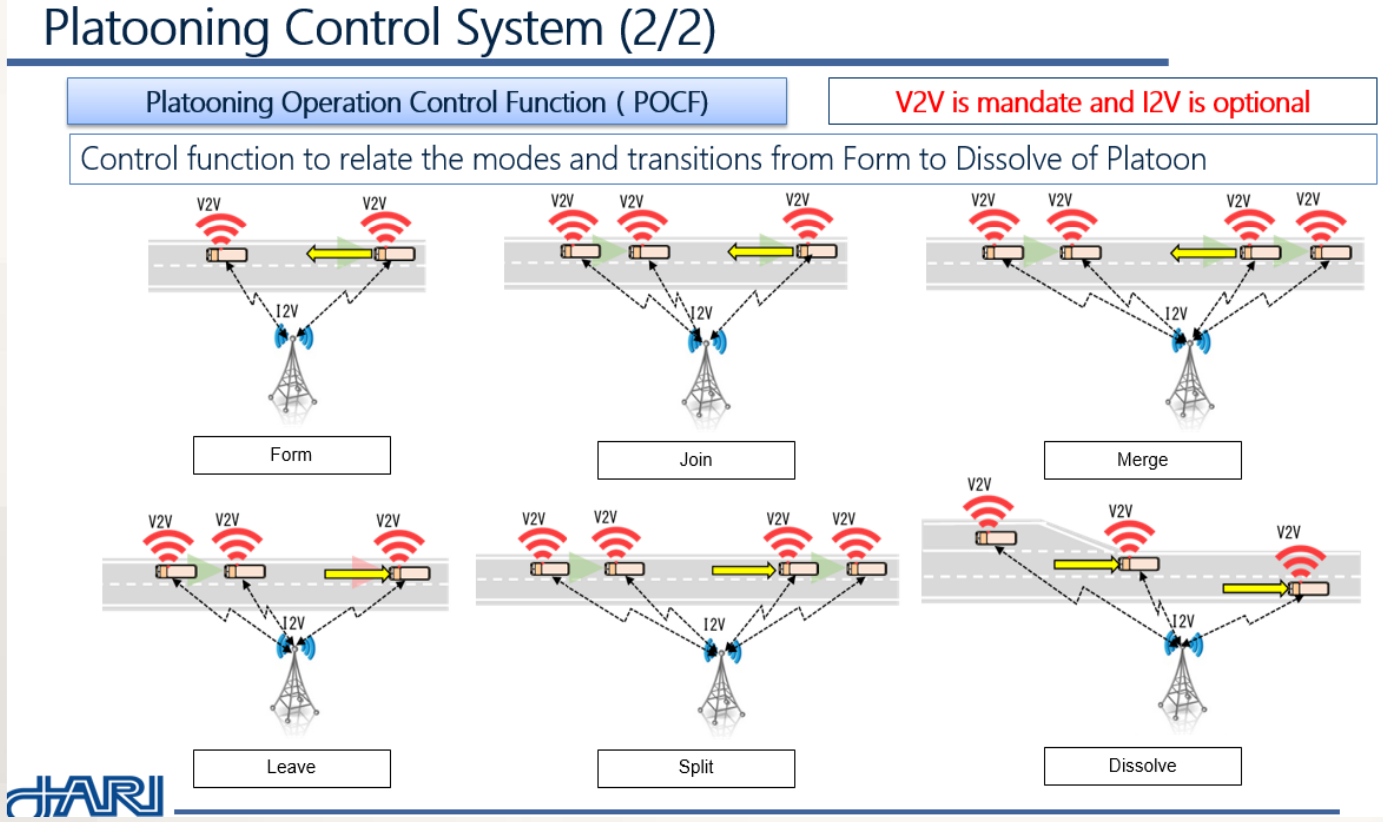 Platooning Control System (2/2)
Platooning Operation Control Function ( POCF)
V2V is mandate and I2V is optional
Control function to relate the modes and transitions from Form to Dissolve of Platoon
V2V V2V
I2V
Form
V2V V2V V2V
I2V
Join
V2V V2V V2V V2V
I2V
Merge
V2V V2V V2V
I2V
Leave
V2V V2V V2V V2V
I2V
Split
V2V V2V V2V
I2V
Dissolve
JARI